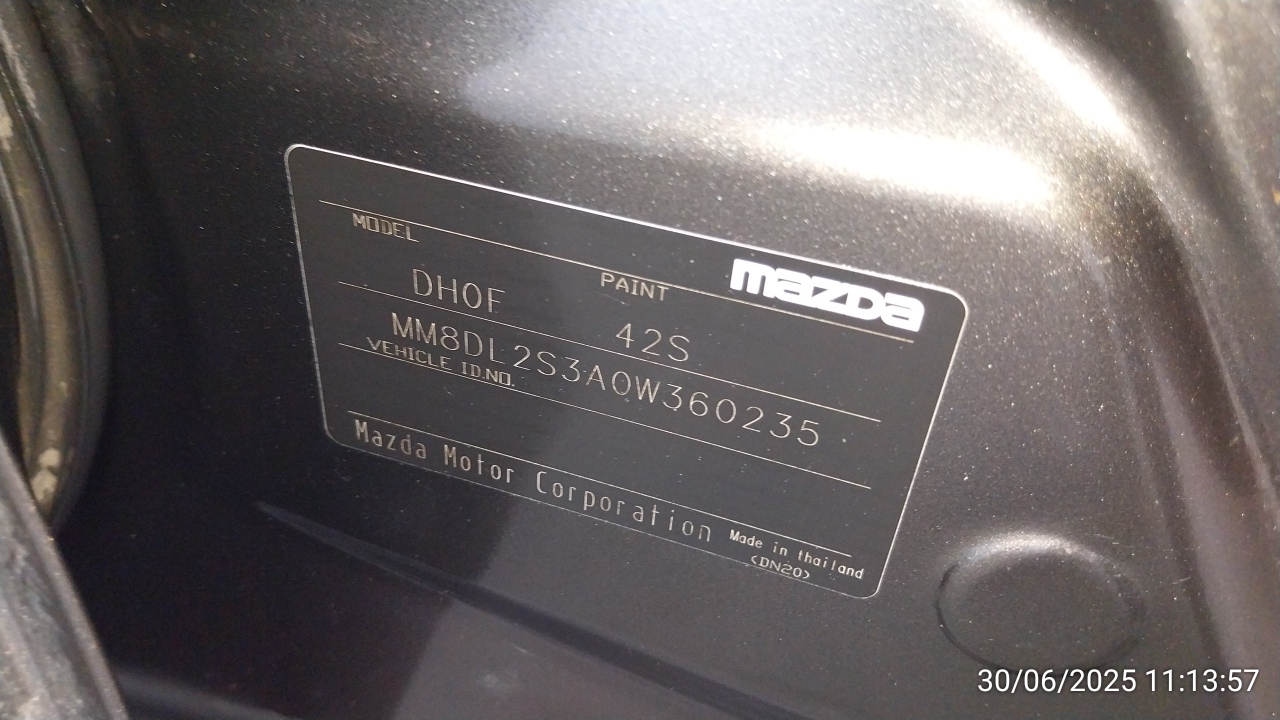 mazda
MODEL PAINT
DH0F 42S
MM8DL2S3A0W360235
VEHICLE ID.NO.
Mazda Motor Corporation
Made in thailand
(DN20)
30/06/2025 11:13:57